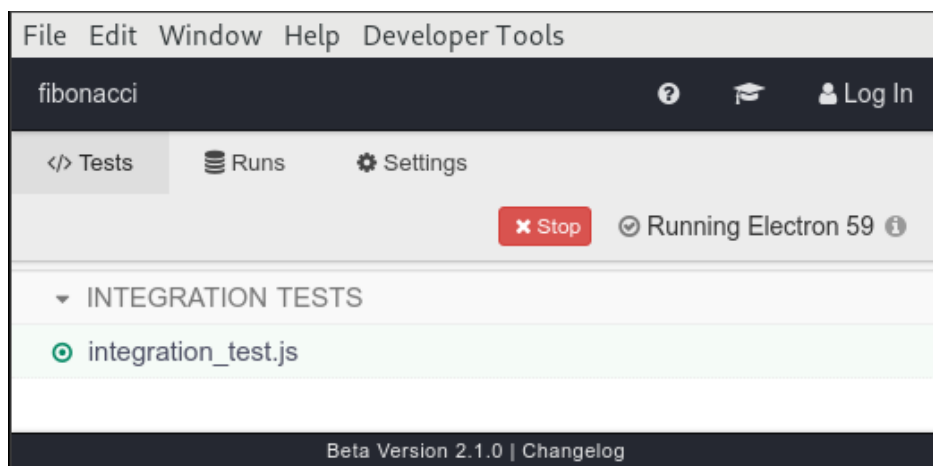 File Edit Window Help Developer Tools
fibonacci Log In
</> Tests Runs Settings
Stop Running Electron 59
INTEGRATION TESTS
integration_test.js
Beta Version 2.1.0 | Changelog